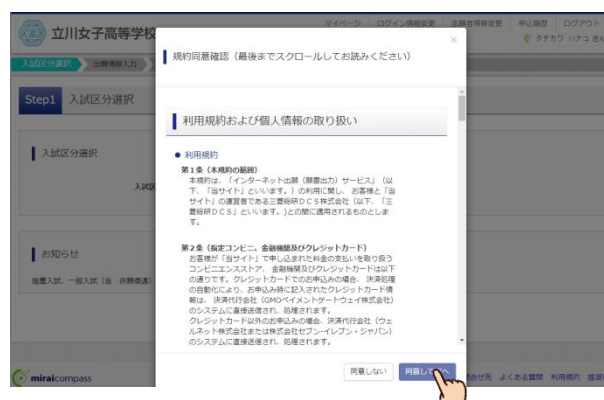 立川女子高等学校
マイページ ログイン情報変更 志願者情報変更 申込履歴 ログアウト
タチカワ ハナコ さん
入試区分選択 出願情報入力
規約同意確認（最後までスクロールしてお読みください）
×
Step1 入試区分選択
入試区分選択
お知らせ
利用規約および個人情報の取り扱い
● 利用規約
第１条（本規約の範囲）
本規約は、「インターネット出願（願書出力）サービス」（以
下、「当サイト」といいます。）の利用に関し、お客様と「当
サイト」の運営者である三菱総研ＤＣＳ株式会社（以下、「三
菱総研ＤＣＳ」といいます。）との間に適用されるものとしま
す。
第２条（指定コンビニ、金融機関及びクレジットカード）
お客様が「当サイト」で申し込まれた料金の支払いを取り扱う
コンビニエンスストア、 金融機関及びクレジットカードは以下
の通りです。クレジットカードでのお申込みの場合、 決済処理
の自動化により、お申込み時に記入されたクレジットカード情
報は、 決済代行会社（GMOペイメントゲートウェイ株式会社）
のシステムに直接送信され、処理されます。
クレジットカード以外のお申込みの場合、決済代行会社（ウェ
ルネット株式会社または株式会社セブン‐イレブン・ジャパン）
のシステムに直接送信され、処理されます。
同意しない 同意して
miraicompass
よくある質問 利用規約